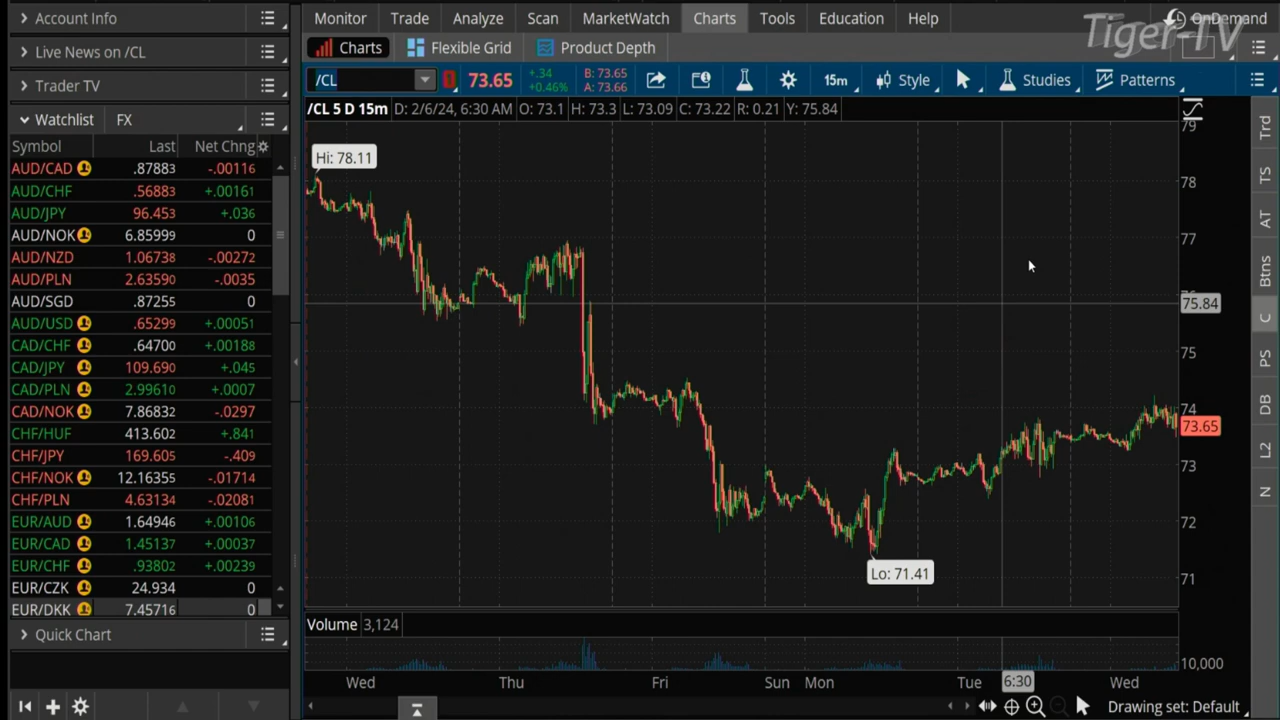 Account Info
Live News on /CL
Trader TV
Watchlist FX
Symbol Last Net Chng
AUD/CAD .87883 -.00116
AUD/CHF .56883 +.00161
AUD/JPY 96.453 +.036
AUD/NOK 6.85999 0
AUD/NZD 1.06738 -.00272
AUD/PLN 2.63590 -.0035
AUD/SGD .87255 0
AUD/USD .65299 +.00051
CAD/CHF .64700 +.00188
CAD/JPY 109.690 +.045
CAD/PLN 2.99610 +.0007
CAD/NOK 7.86832 -.0297
CHF/HUF 413.602 +.841
CHF/JPY 169.605 -.409
CHF/NOK 12.16355 -.01714
CHF/PLN 4.63134 -.02081
EUR/AUD 1.64946 +.00106
EUR/CAD 1.45137 +.00037
EUR/CHF .93802 +.00239
EUR/CZK 24.934 0
EUR/DKK 7.45716 0
Quick Chart
Monitor Trade Analyze Scan MarketWatch Charts Tools Education Help
OnDemand
Tiger-TV
Charts Flexible Grid Product Depth
/CL 73.65 +.34 B: 73.65
+0.46% A: 73.66
15m Style Studies Patterns
/CL 5 D 15m D: 2/6/24, 6:30 AM O: 73.1 H: 73.3 L: 73.09 C: 73.22 R: 0.21 Y: 75.84
Hi: 78.11
Lo: 71.41
79
78
77
76
75.84
75
74
73.65
73
72
71
Volume 3,124
10,000
Wed Thu Fri Sun Mon Tue 6:30 Wed
Drawing set: Default
Trd
TS
AT
Btns
C
PS
DB
L2
N